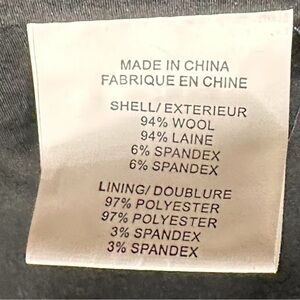 MADE IN CHINA
FABRIQUE EN CHINE
SHELL/ EXTERIEUR
94% WOOL
94% LAINE
6% SPANDEX
6% SPANDEX
LINING/ DOUBLURE
97% POLYESTER
97% POLYESTER
3% SPANDEX
3% SPANDEX